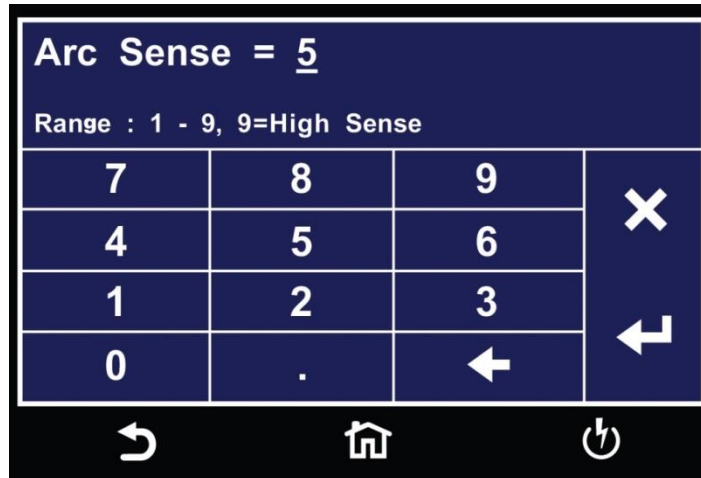 Arc Sense = 5
Range : 1 - 9, 9=High Sense
7 8 9
4 5 6
1 2 3
0 .